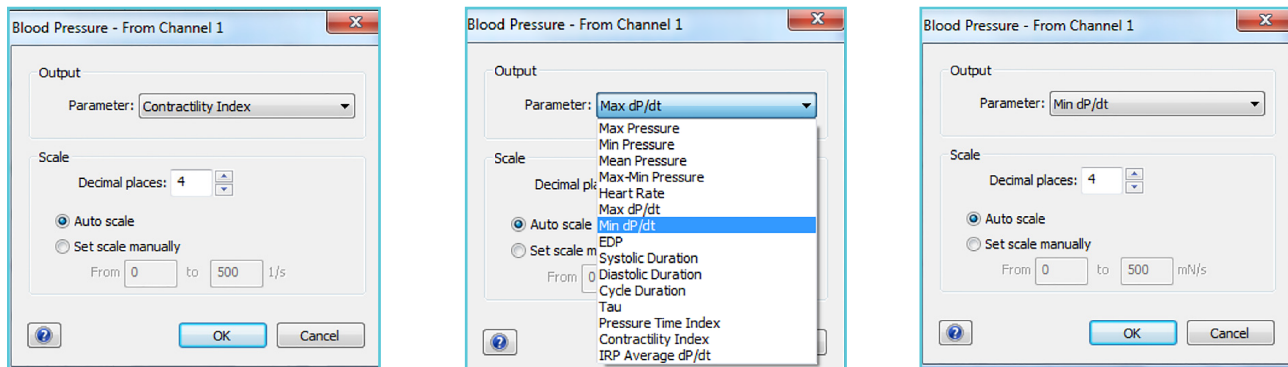 Blood Pressure - From Channel 1
Output
Parameter: Contractility Index
Scale
Decimal places: 4
Auto scale
Set scale manually
From 0 to 500 1/s
OK Cancel
Blood Pressure - From Channel 1
Output
Parameter: Max dP/dt
Max Pressure
Min Pressure
Mean Pressure
Scale
Max-Min Pressure
Decimal pla
Heart Rate
Max dP/dt
Auto scale
Min dP/dt
EDP
Set scale m
Systolic Duration
From 0
Diastolic Duration
Cycle Duration
Tau
Pressure Time Index
Contractility Index
IRP Average dP/dt
Blood Pressure - From Channel 1
Output
Parameter: Min dP/dt
Scale
Decimal places: 4
Auto scale
Set scale manually
From 0 to 500 mN/s
OK Cancel